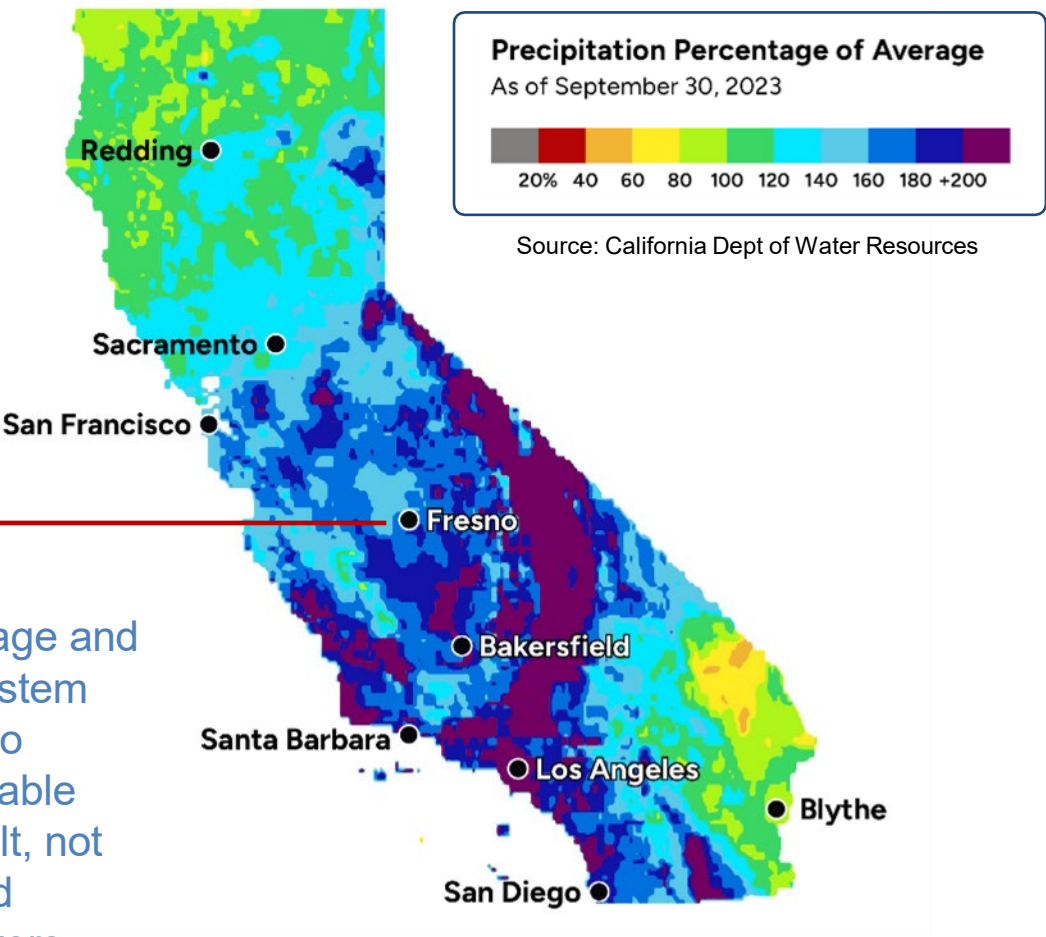 Precipitation Percentage of Average
As of September 30, 2023
20% 40 60 80 100 120 140 160 180 +200
Source: California Dept of Water Resources
Redding
Sacramento
San Francisco
Fresno
Bakersfield
Santa Barbara
Los Angeles
Blythe
San Diego
age and
stem
o
able
lt, not
d